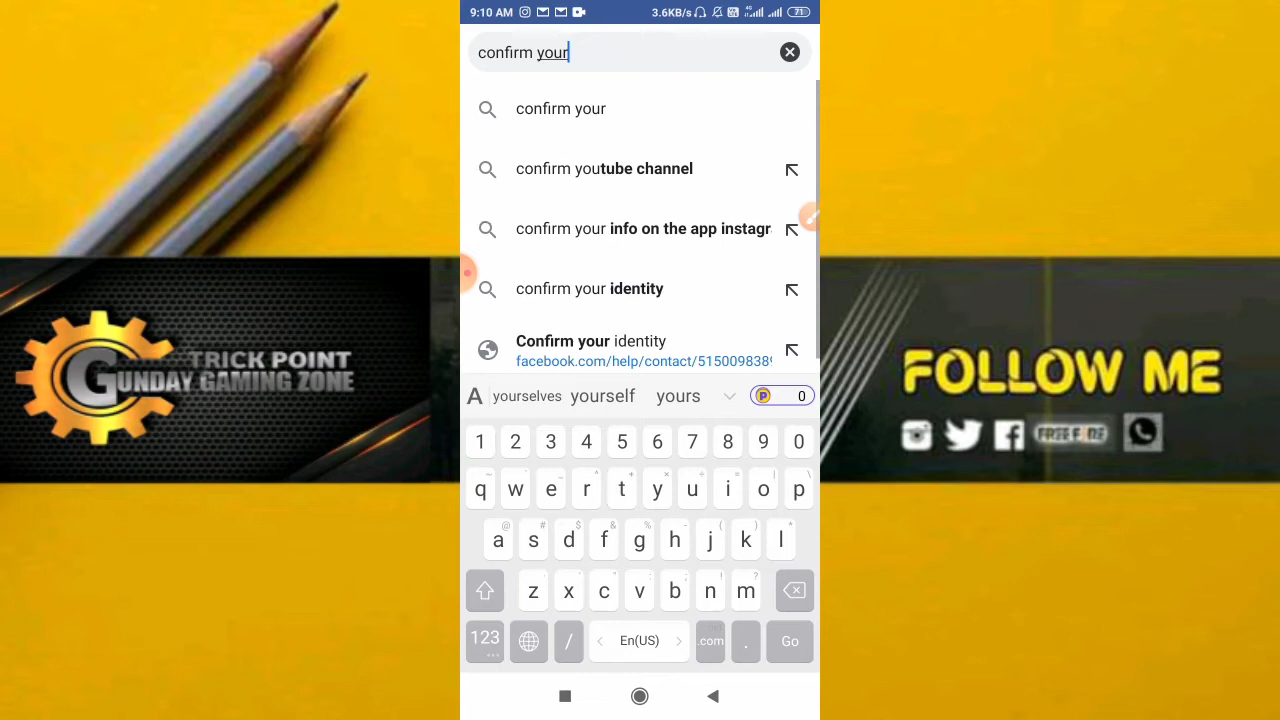 9:10 AM 3.6KB/s 4G 71
confirm your
confirm your
confirm youtube channel
confirm your info on the app instagr
confirm your identity
Confirm your identity
facebook.com/help/contact/515009838
A yourselves yourself yours P 0
1 2 3 4 5 6 7 8 9 0
q w e r t y u i o p
@ # $ & % - ( ) *
a s d f g h j k l
z x c v b n m
123 / < En(US) > .com . Go
TRICK POINT
GUNDAY GAMING ZONE
FOLLOW ME
FREE FIRE